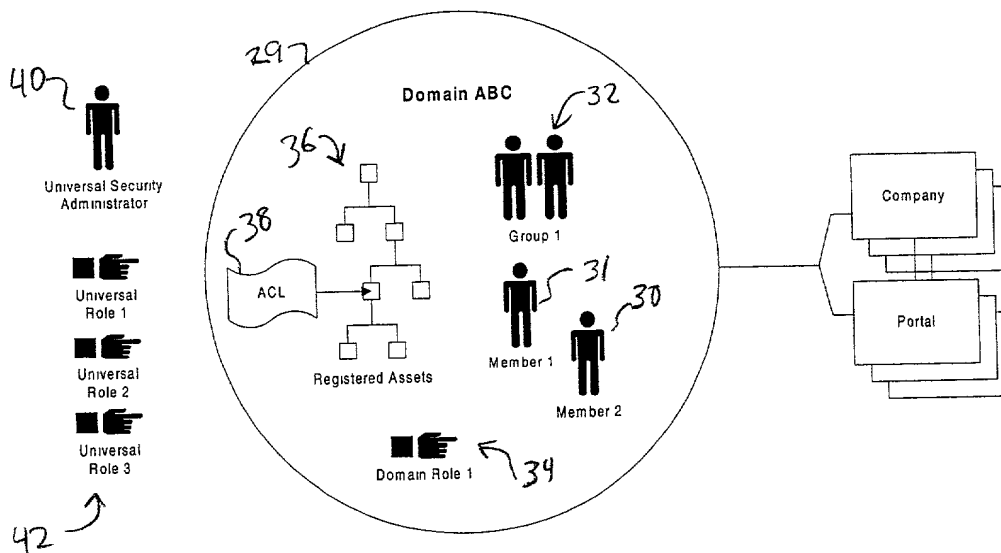 40
Universal Security
Administrator
Universal
Role 1
Universal
Role 2
Universal
Role 3
42
297
Domain ABC
36
32
Group 1
38
ACL
Registered Assets
31
Member 1
30
Member 2
Domain Role 1
34
Company
Portal